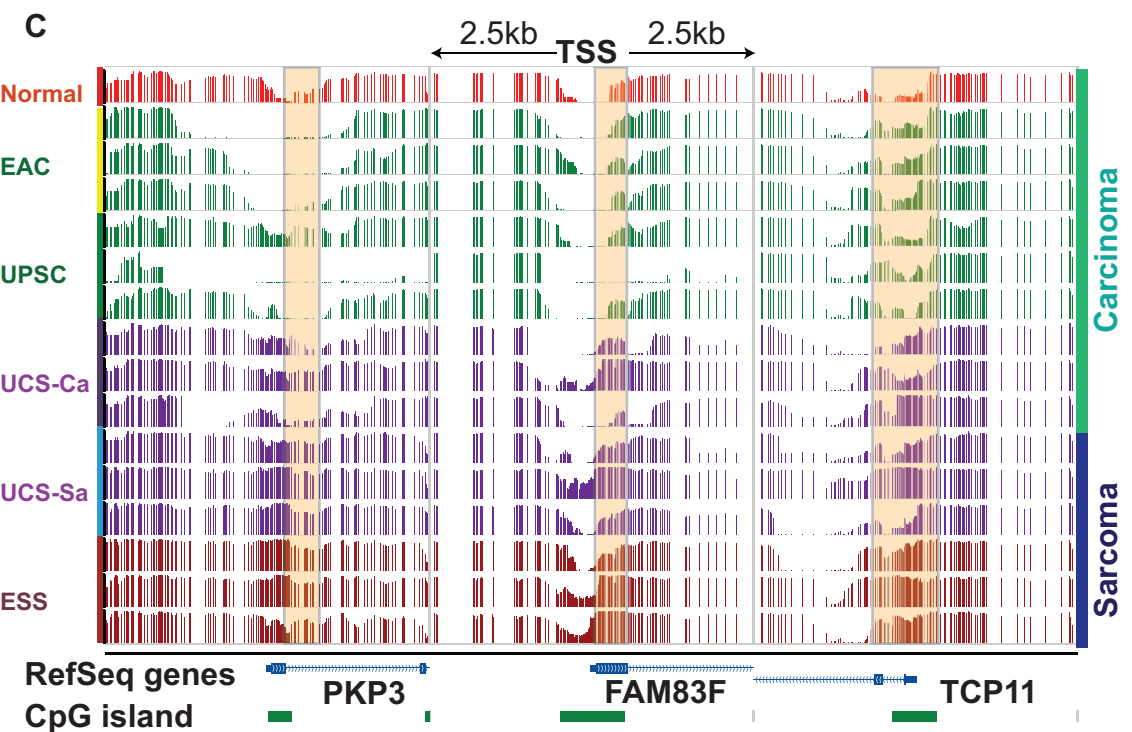 C
2.5kb TSS 2.5kb
Normal
EAC
UPSC
UCS-Ca
UCS-Sa
ESS
Carcinoma
Sarcoma
RefSeq genes
PKP3 FAM83F TCP11
CpG island